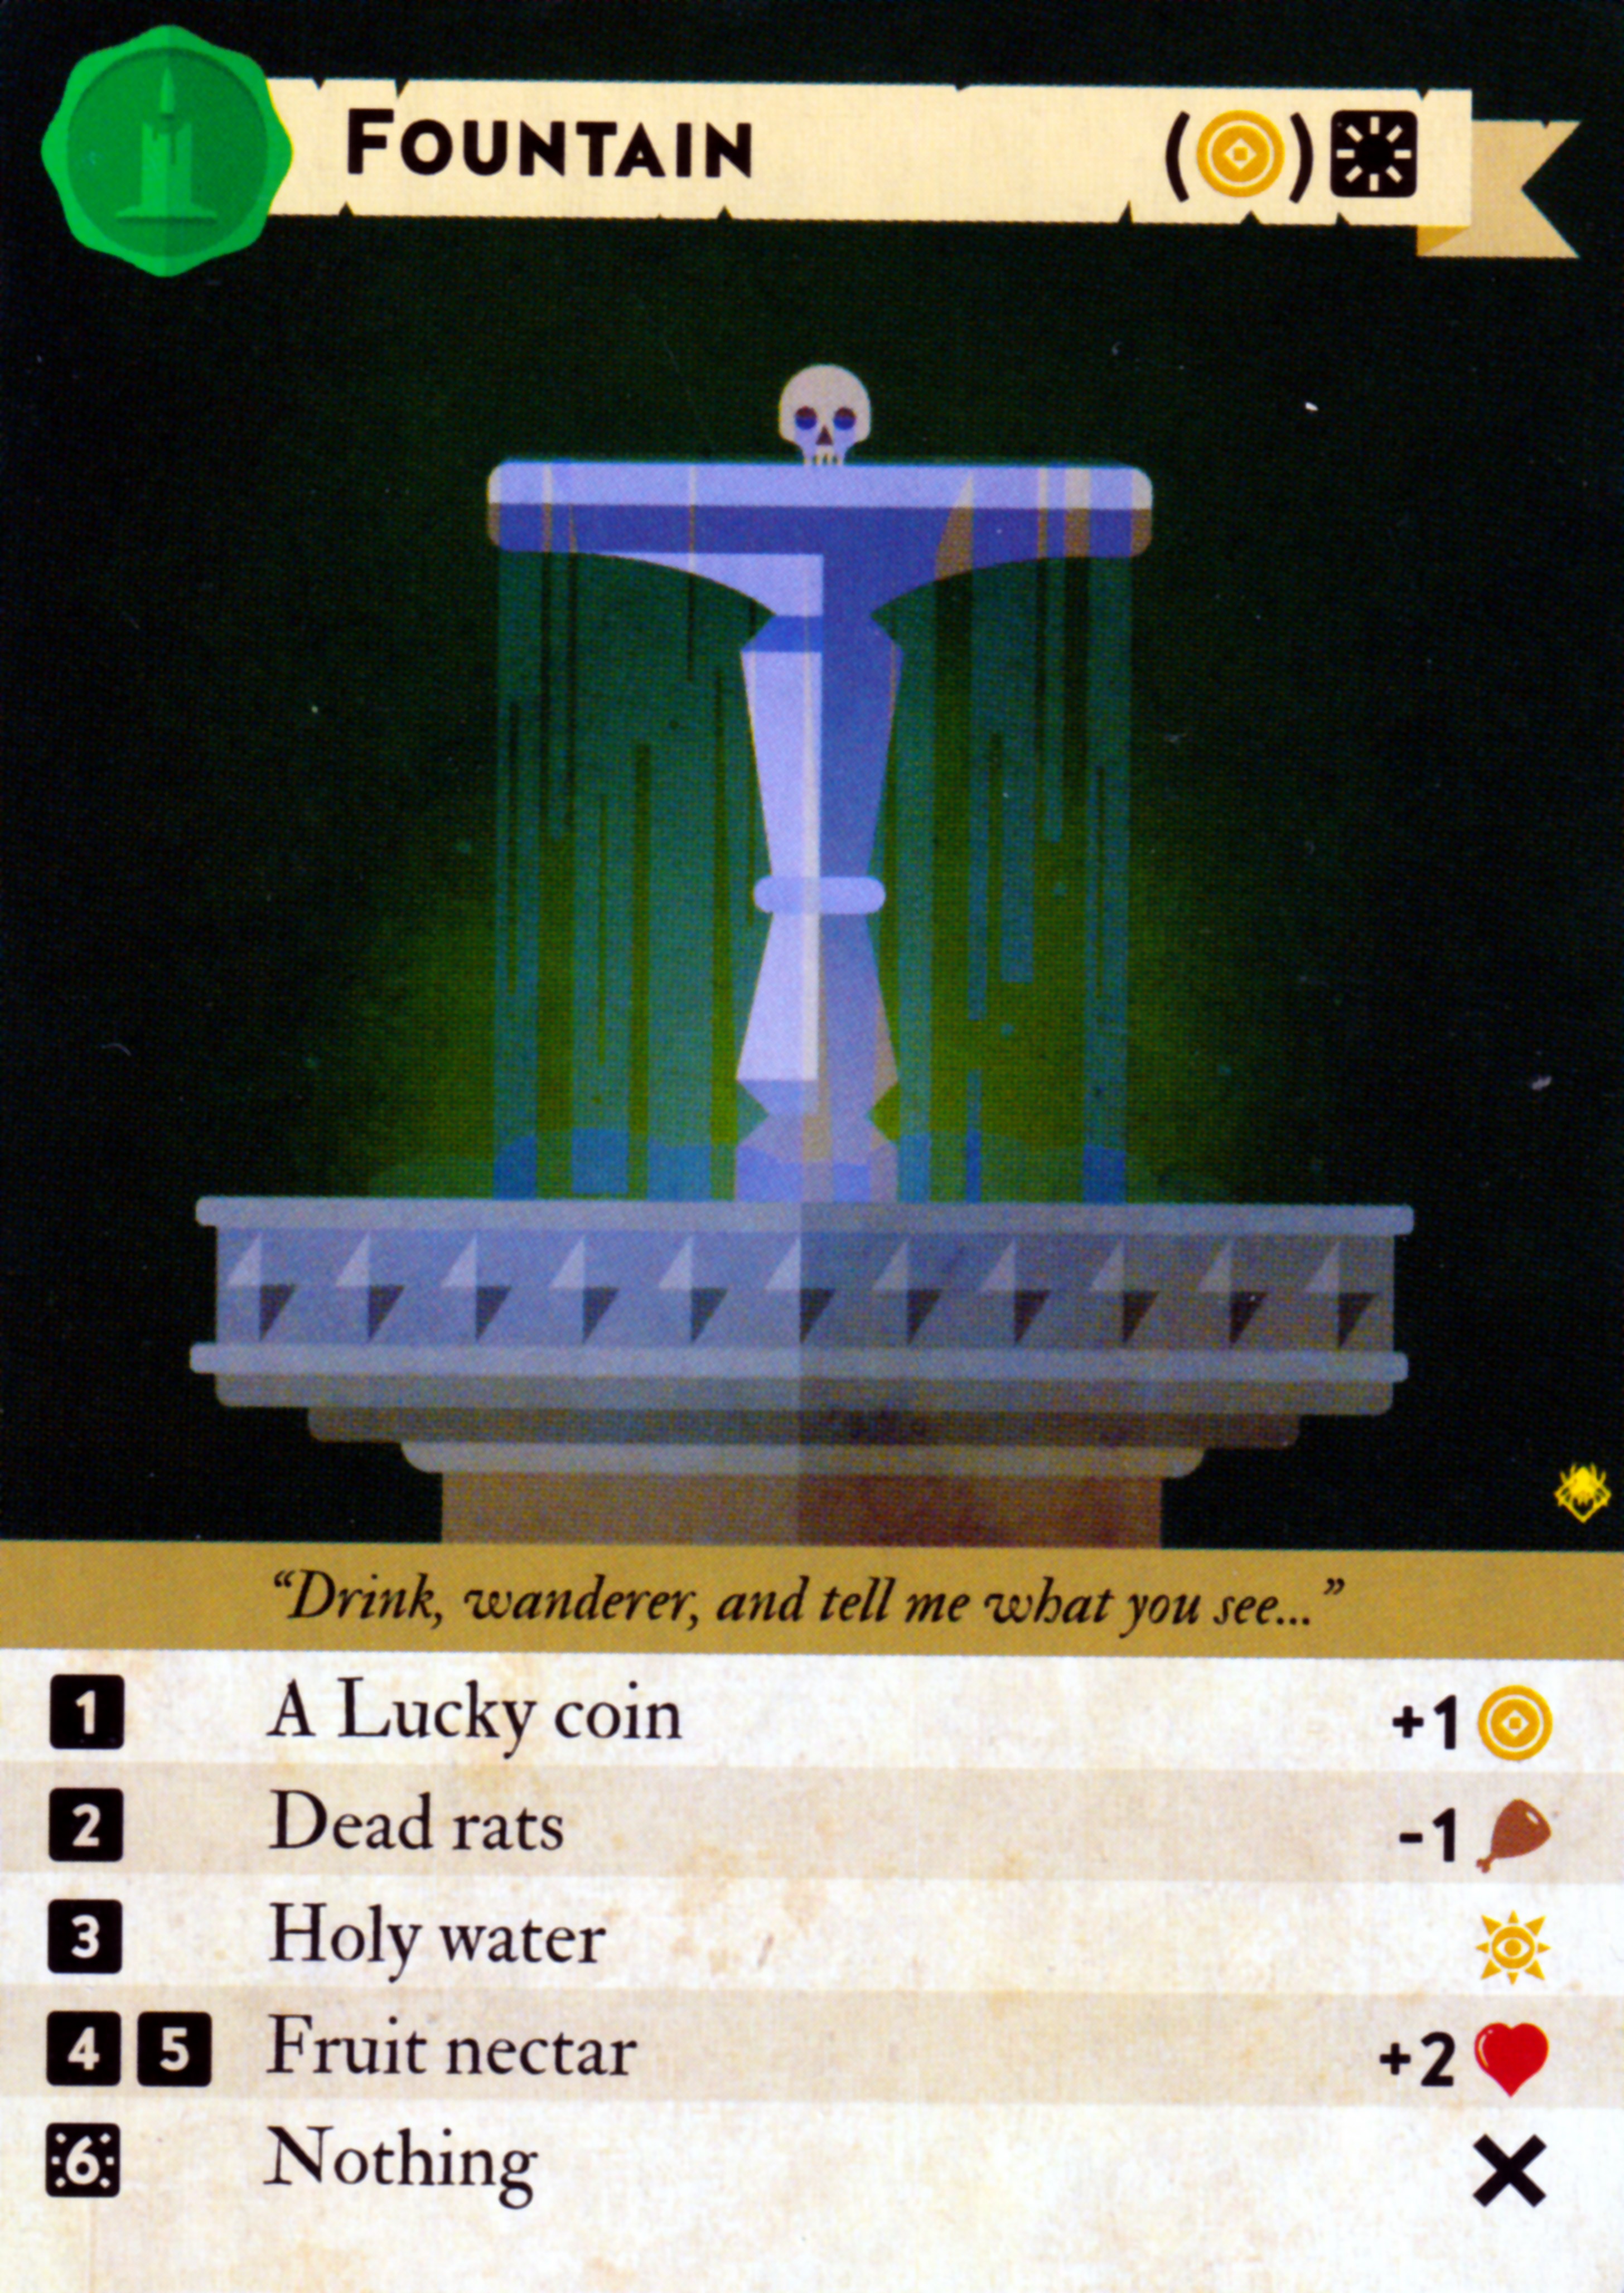 FOUNTAIN ( )
“Drink, wanderer, and tell me what you see...”
1 A Lucky coin +1
2 Dead rats -1
3 Holy water
4 5 Fruit nectar +2
6 Nothing